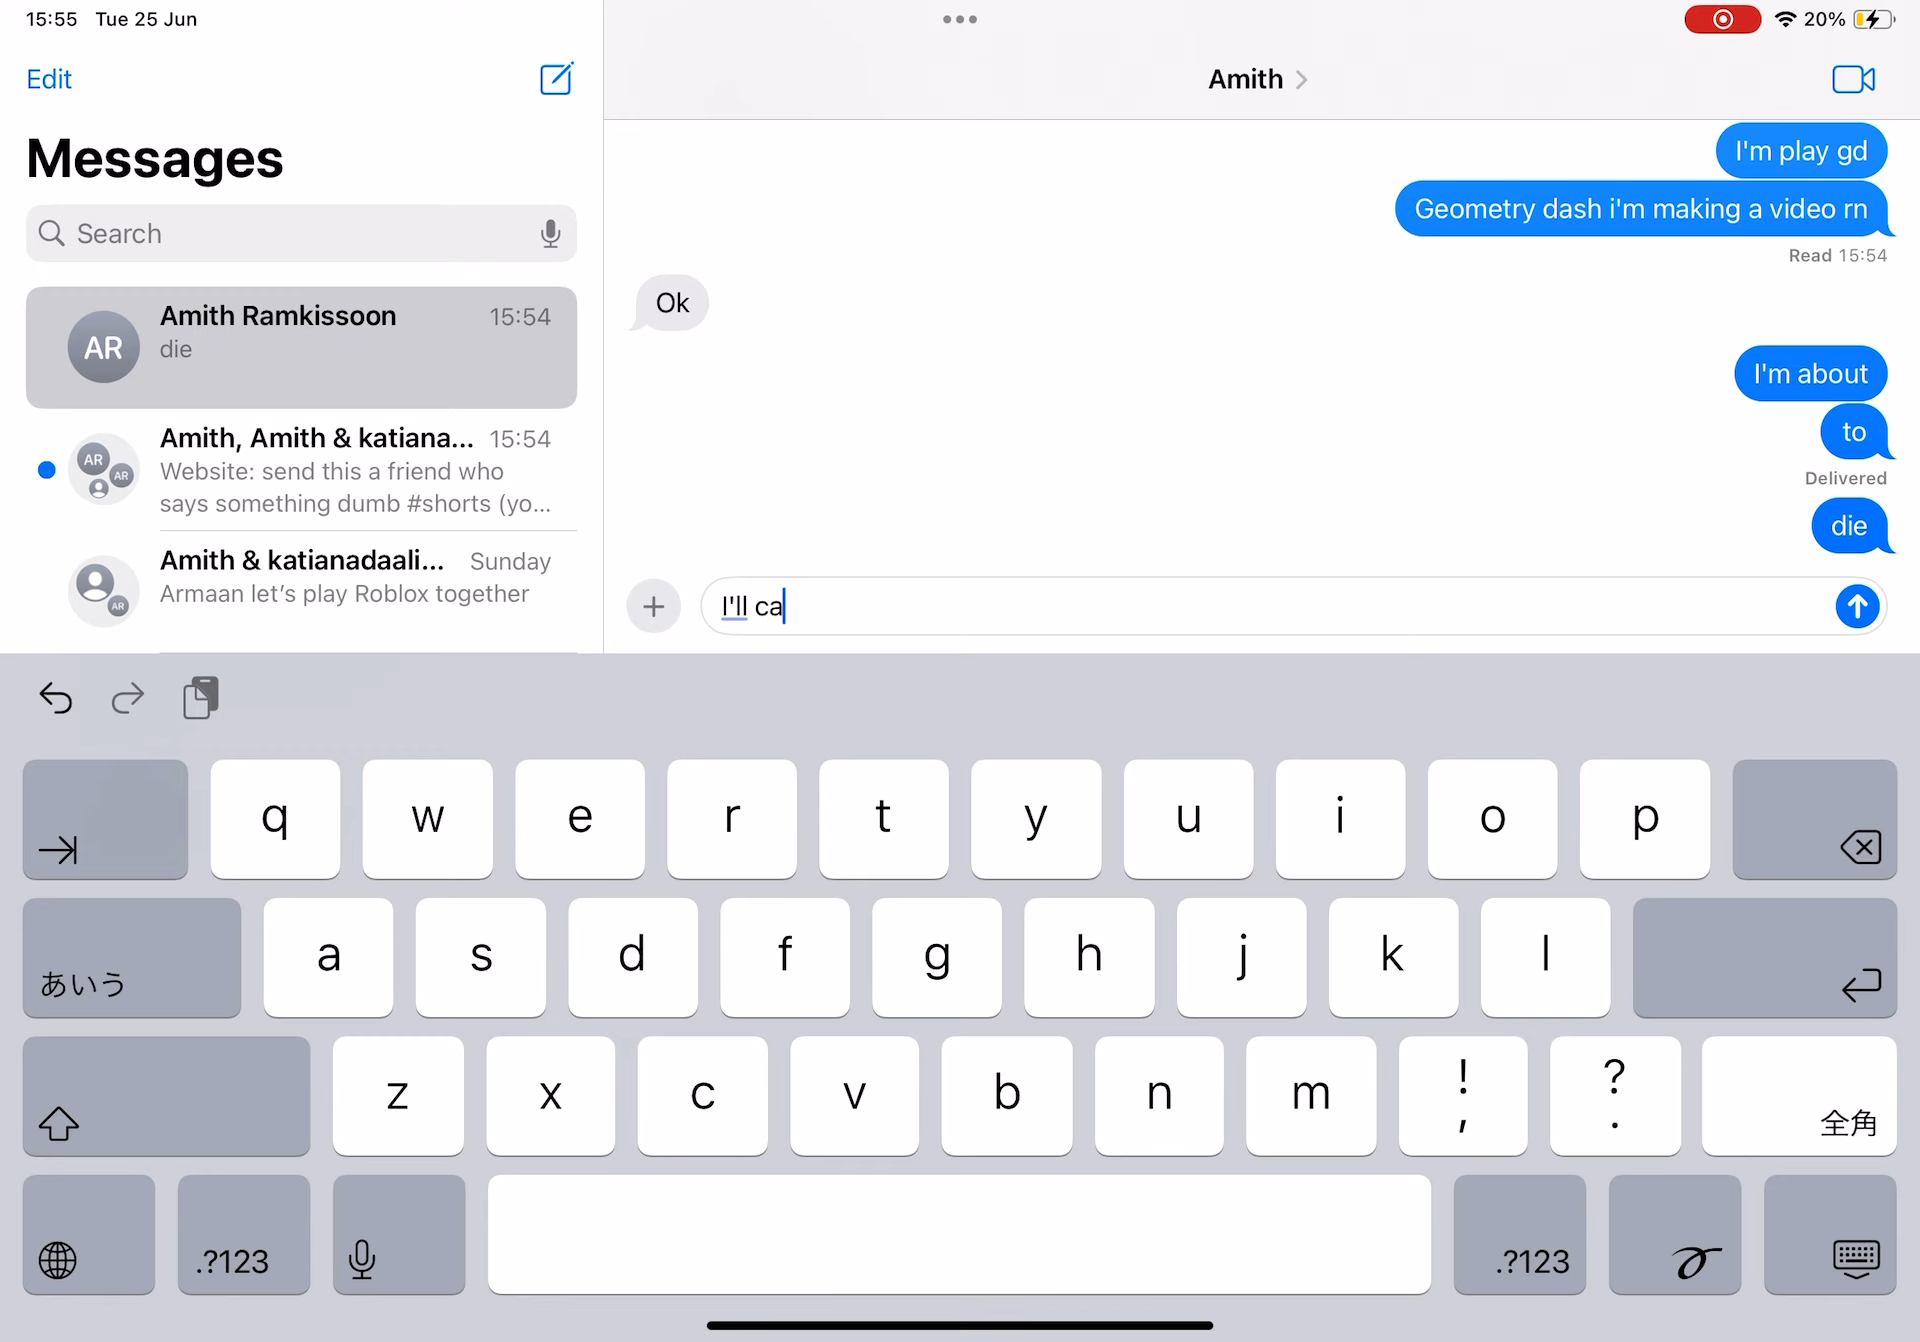 15:55 Tue 25 Jun
20%
Edit
Messages
Search
AR
Amith Ramkissoon 15:54
die
AR
AR
Amith, Amith & katiana... 15:54
Website: send this a friend who
says something dumb #shorts (yo...
AR
Amith & katianadaali... Sunday
Armaan let's play Roblox together
Amith
I'm play gd
Geometry dash i'm making a video rn
Read 15:54
Ok
I'm about
to
Delivered
die
I'll ca
q w e r t y u i o p
あいう a s d f g h j k l
z x c v b n m ! , ? . 全角
.?123 .?123